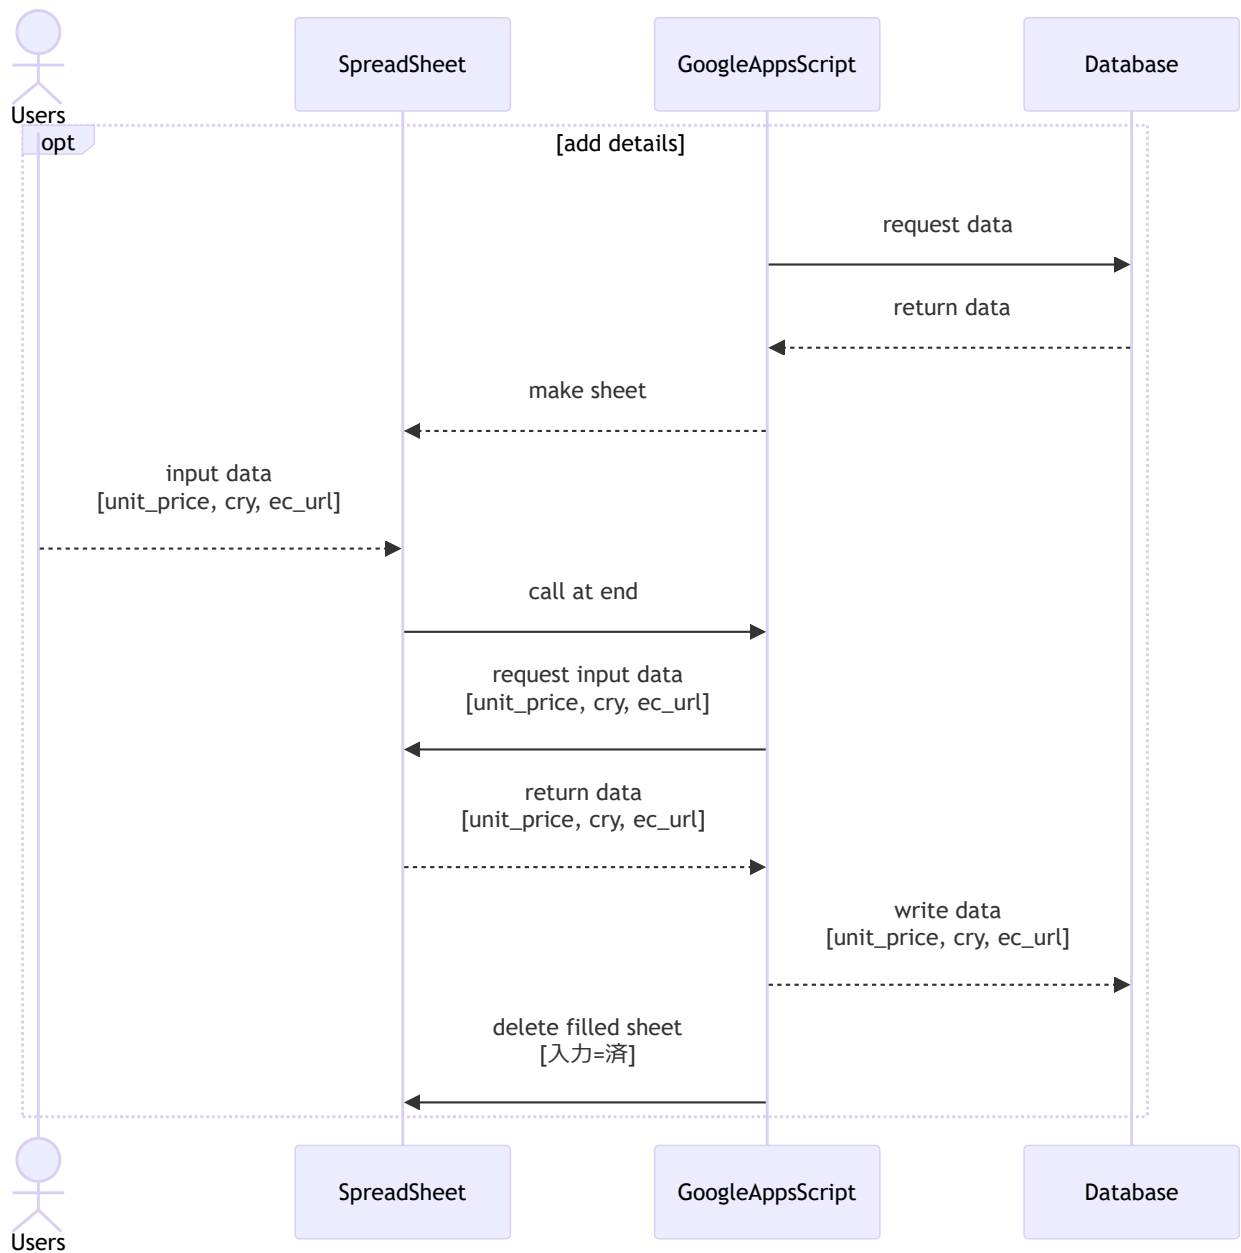 SpreadSheet
GoogleAppsScript
Database
Users
opt
[add details]
request data
return data
make sheet
input data
[unit_price, cry, ec_url]
call at end
request input data
[unit_price, cry, ec_url]
return data
[unit_price, cry, ec_url]
write data
[unit_price, cry, ec_url]
delete filled sheet
[入力=済]
SpreadSheet
GoogleAppsScript
Database
Users